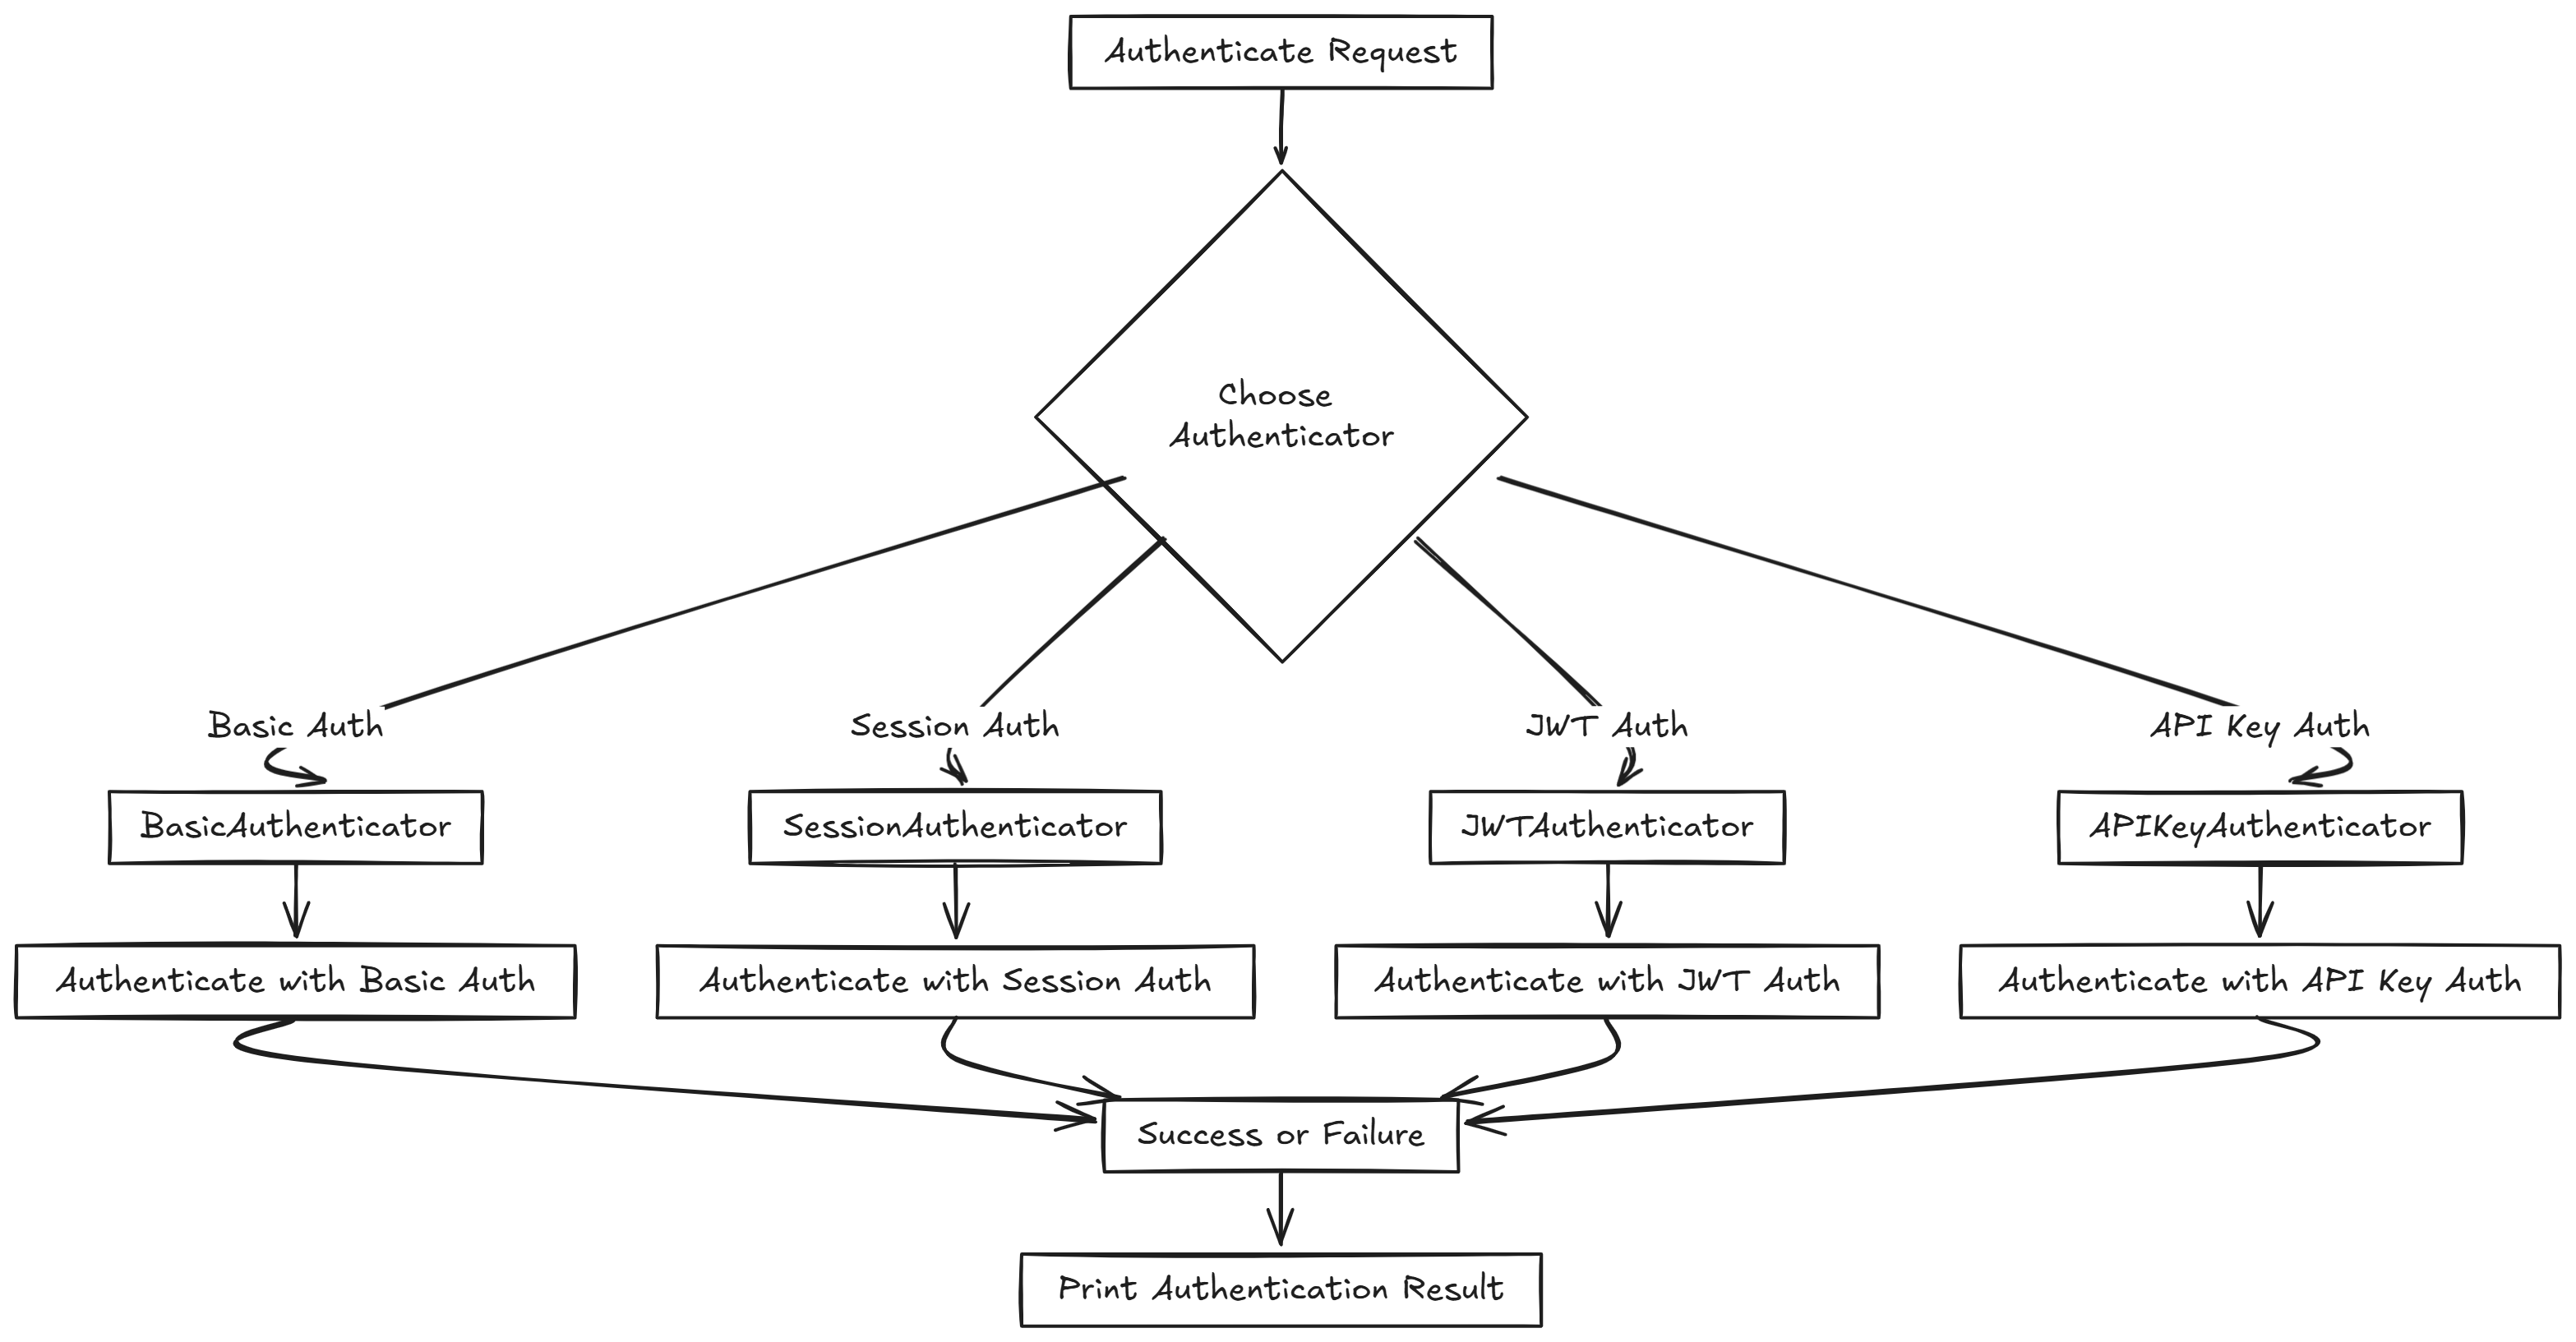 Authenticate Request
Choose
Authenticator
Basic Auth
Session Auth
JWT Auth
API Key Auth
BasicAuthenticator
SessionAuthenticator
JWTAuthenticator
APIKeyAuthenticator
Authenticate with Basic Auth
Authenticate with Session Auth
Authenticate with JWT Auth
Authenticate with API Key Auth
Success or Failure
Print Authentication Result